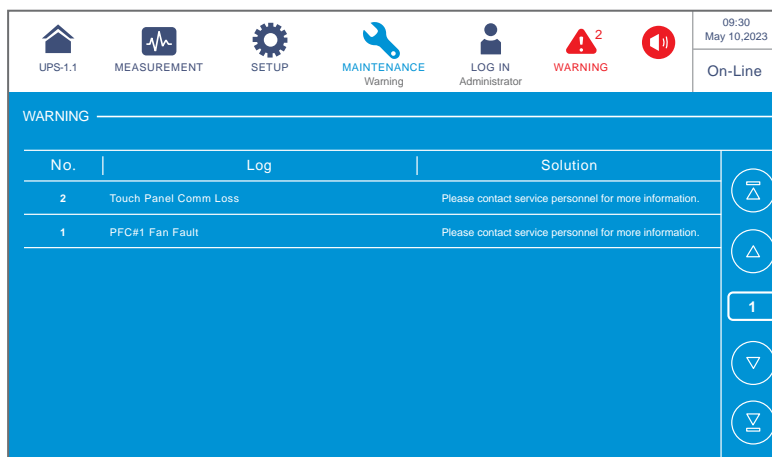 UPS-1.1
MEASUREMENT
SETUP
MAINTENANCE
Warning
LOG IN
Administrator
2
WARNING
09:30
May 10,2023
On-Line
WARNING
No. Log Solution
2 Touch Panel Comm Loss Please contact service personnel for more information.
1 PFC#1 Fan Fault Please contact service personnel for more information.
1